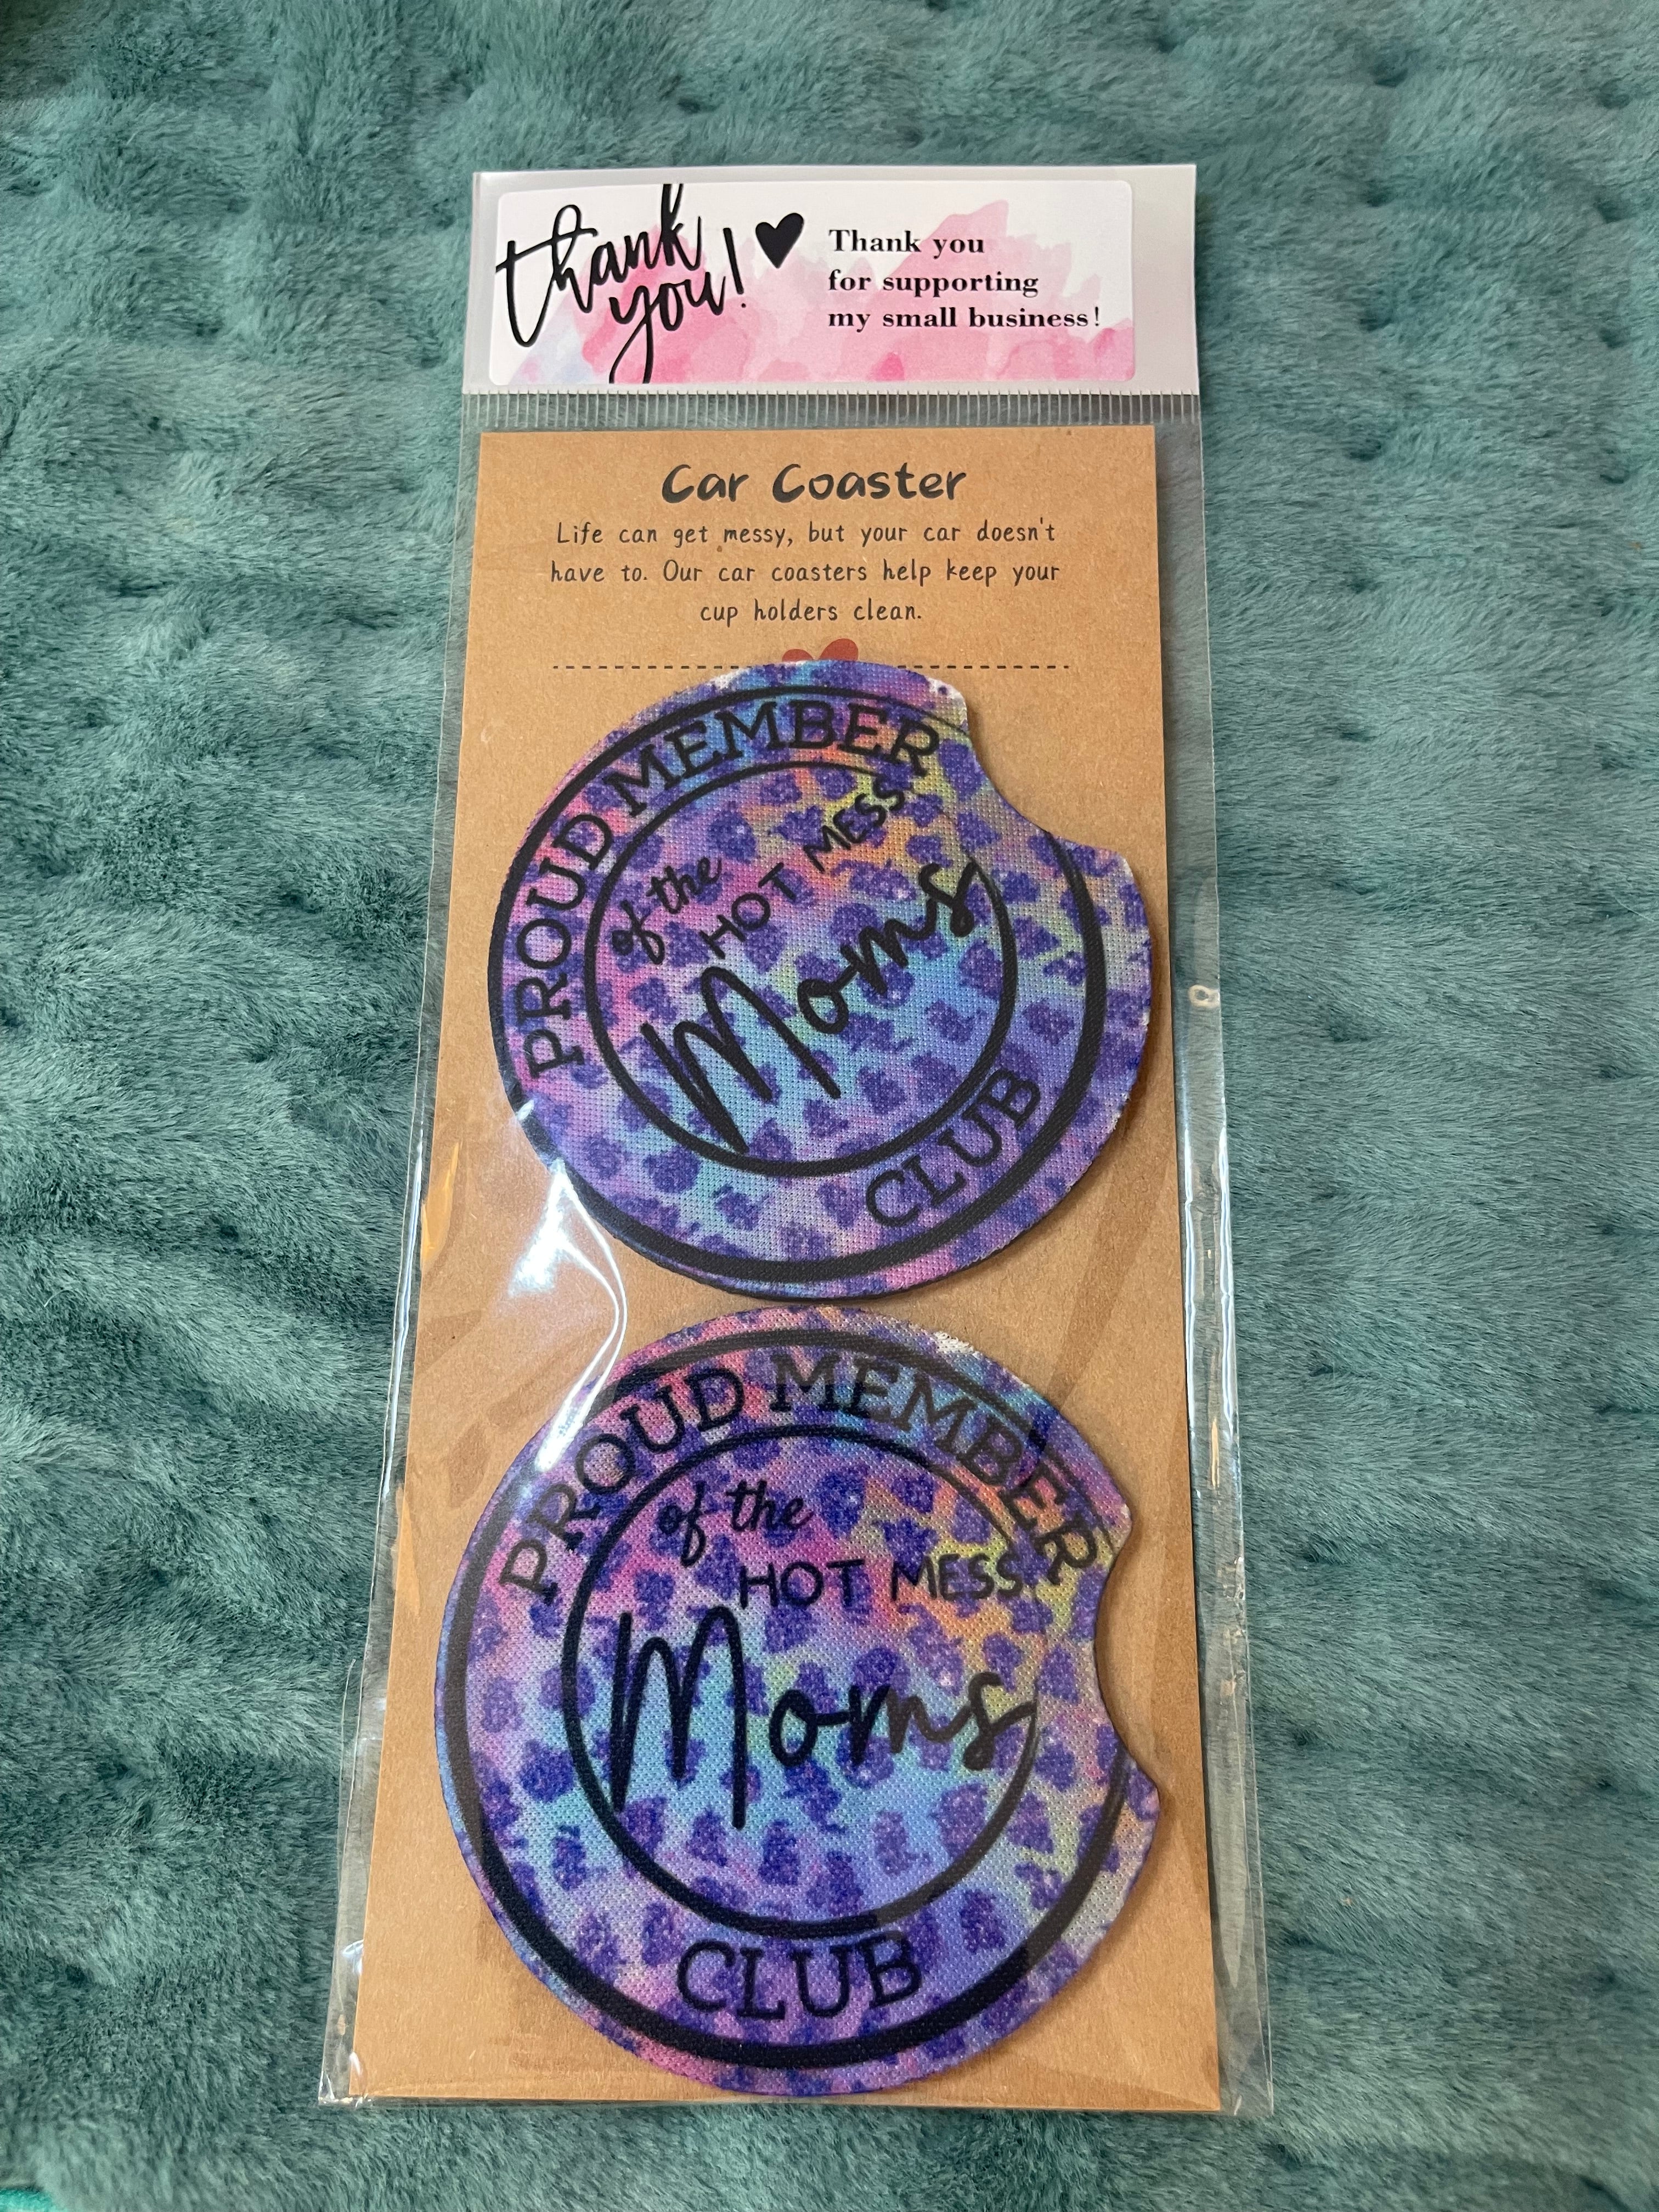 thank
you!
Thank you
for supporting
my small business!
Car Coaster
Life can get messy, but your car doesn't
have to. Our car coasters help keep your
cup holders clean.
PROUD MEMBER
of the
HOT MESS
Moms
CLUB
PROUD MEMBER
of the
HOT MESS
Moms
CLUB